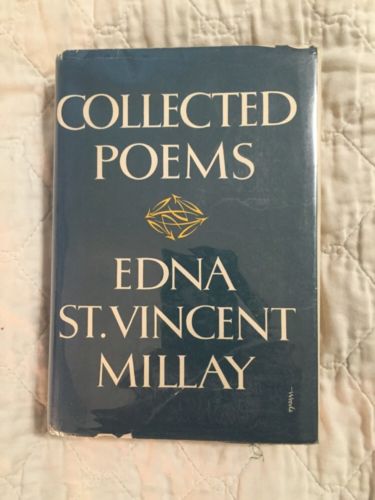 COLLECTED
POEMS
EDNA
ST. VINCENT
MILLAY